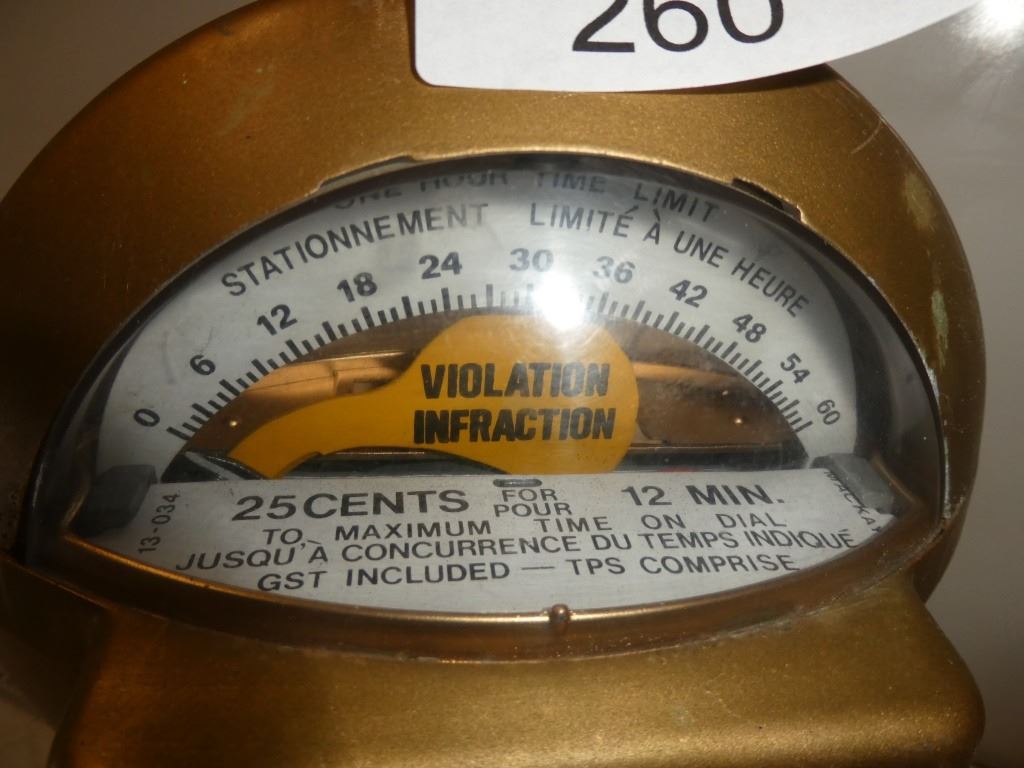 260
ONE HOUR TIME LIMIT
STATIONNEMENT LIMITÉ À UNE HEURE
0 6 12 18 24 30 36 42 48 54 60
VIOLATION
INFRACTION
25 CENTS FOR POUR 12 MIN.
TO MAXIMUM TIME ON DIAL
JUSQU'À CONCURRENCE DU TEMPS INDIQUÉ
GST INCLUDED — TPS COMPRISE
13-034
MACKAY